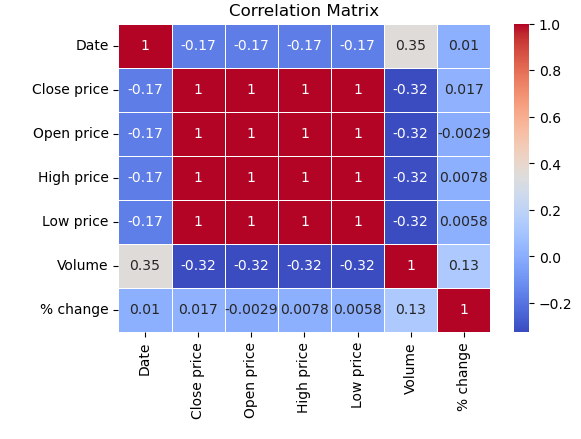 Correlation Matrix
Date 1 -0.17 -0.17 -0.17 -0.17 0.35 0.01
Close price -0.17 1 1 1 1 -0.32 0.017
Open price -0.17 1 1 1 1 -0.32 -0.0029
High price -0.17 1 1 1 1 -0.32 0.0078
Low price -0.17 1 1 1 1 -0.32 0.0058
Volume 0.35 -0.32 -0.32 -0.32 -0.32 1 0.13
% change 0.01 0.017 -0.0029 0.0078 0.0058 0.13 1
Date
Close price
Open price
High price
Low price
Volume
% change
1.0
0.8
0.6
0.4
0.2
0.0
−0.2